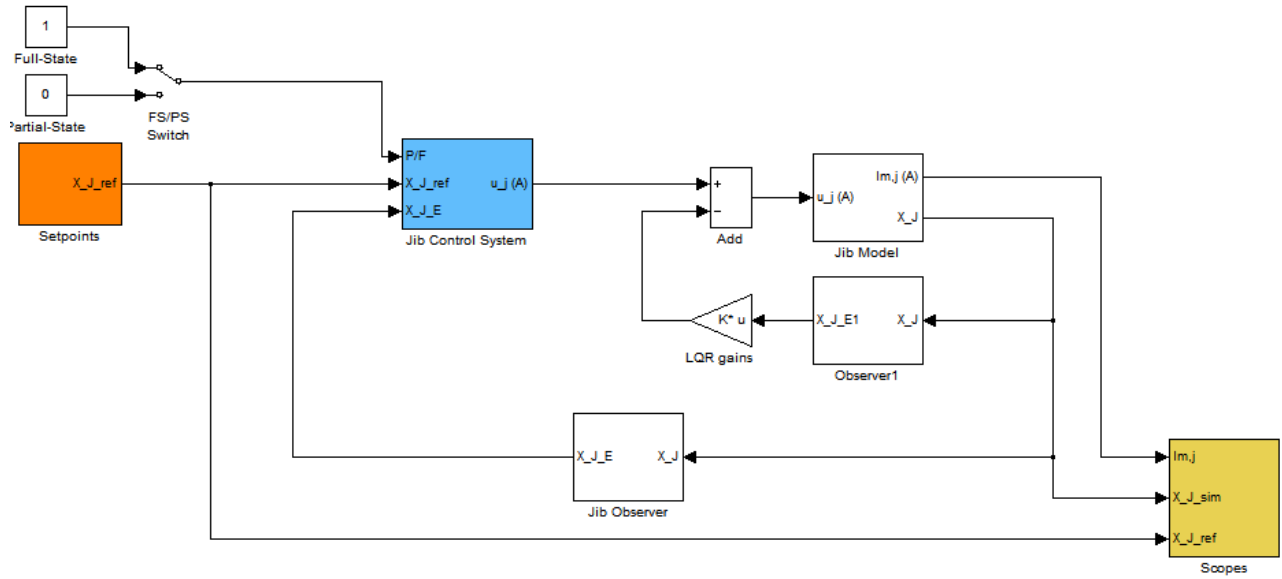 1
Full-State
0
Partial-State
FS/PS
Switch
X_J_ref
Setpoints
P/F
X_J_ref
X_J_E
u_j (A)
Jib Control System
+
−
Add
u_j (A)
Im,j (A)
X_J
Jib Model
K* u
LQR gains
X_J_E1
X_J
Observer1
X_J_E
X_J
Jib Observer
Im,j
X_J_sim
X_J_ref
Scopes